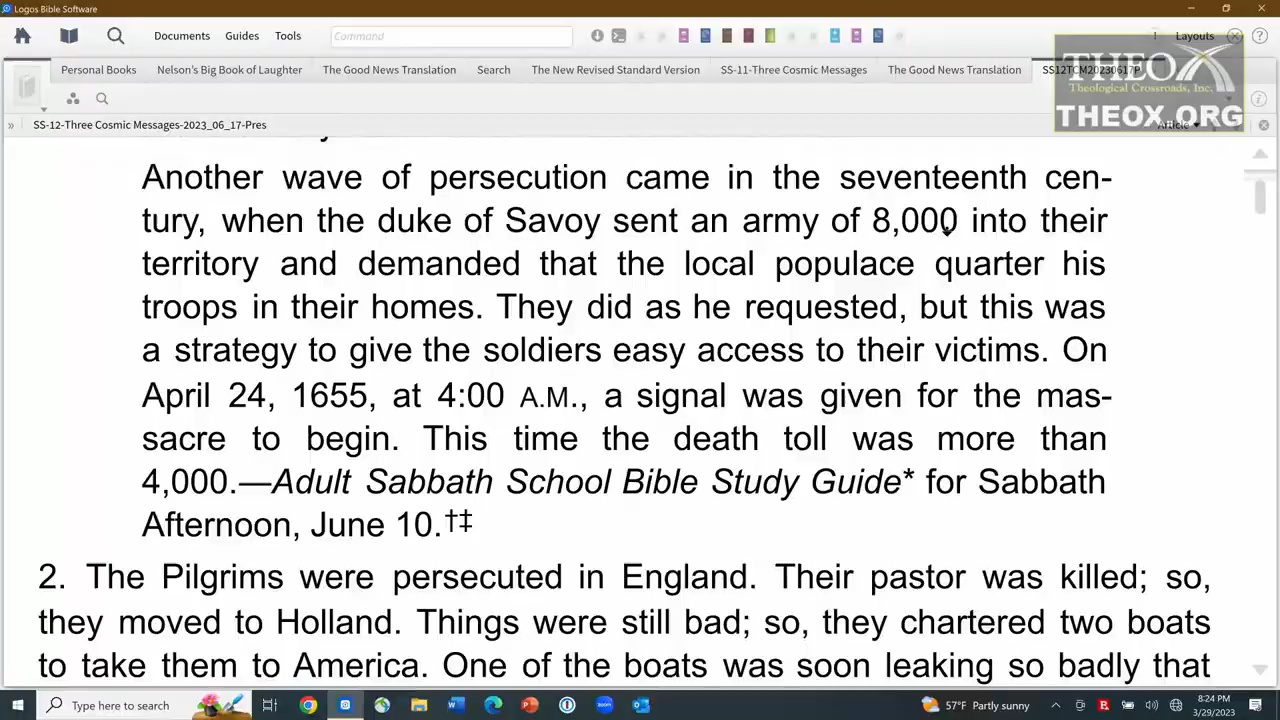 Logos Bible Software
Documents Guides Tools Command Layouts
Personal Books Nelson's Big Book of Laughter Search The New Revised Standard Version SS-11-Three Cosmic Messages The Good News Translation SS12TCM20230617P
THEOX
Theological Crossroads, Inc.
THEOX.ORG
SS-12-Three Cosmic Messages-2023_06_17-Pres Article
Another wave of persecution came in the seventeenth cen-
tury, when the duke of Savoy sent an army of 8,000 into their
territory and demanded that the local populace quarter his
troops in their homes. They did as he requested, but this was
a strategy to give the soldiers easy access to their victims. On
April 24, 1655, at 4:00 A.M., a signal was given for the mas-
sacre to begin. This time the death toll was more than
4,000.—Adult Sabbath School Bible Study Guide* for Sabbath
Afternoon, June 10.†‡
2. The Pilgrims were persecuted in England. Their pastor was killed; so,
they moved to Holland. Things were still bad; so, they chartered two boats
to take them to America. One of the boats was soon leaking so badly that
Type here to search
57°F Partly sunny
8:24 PM
3/29/2023